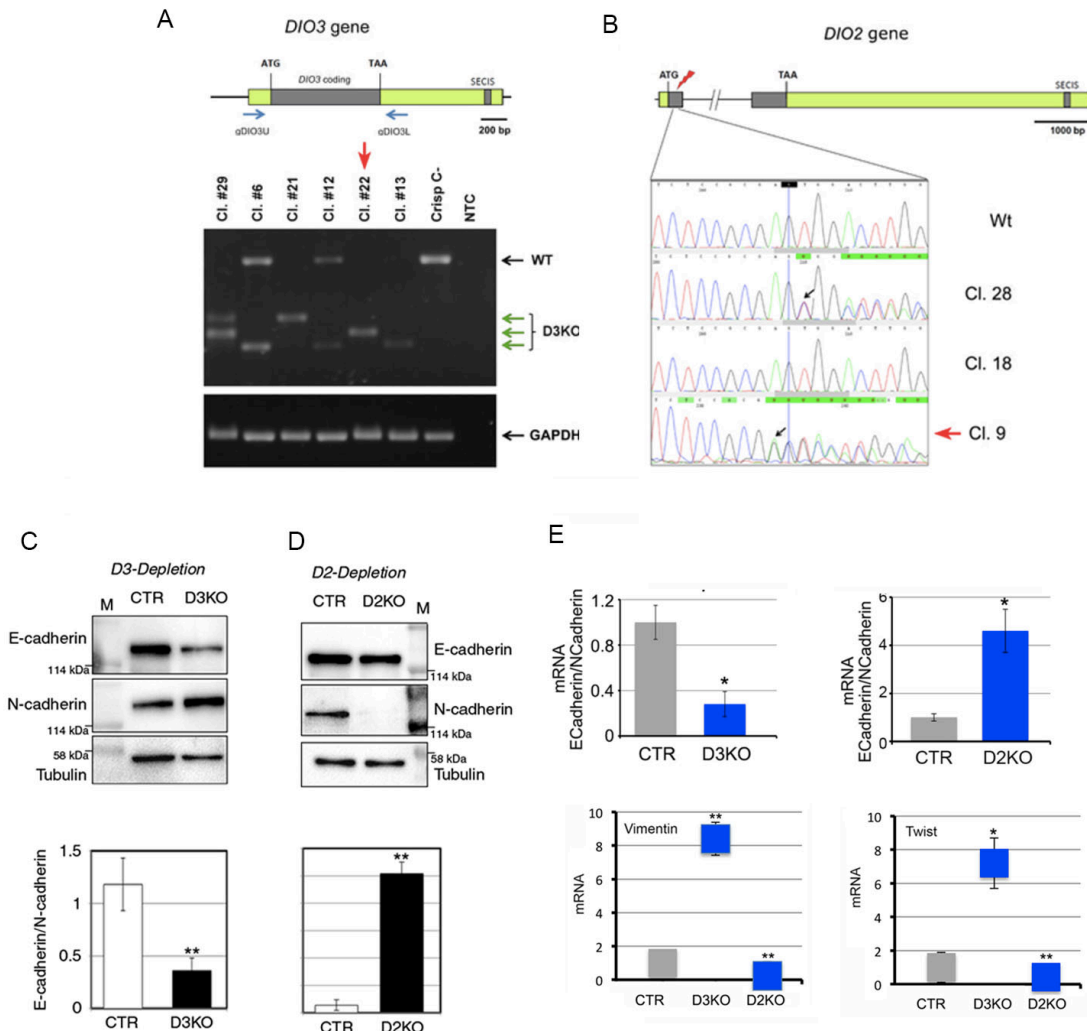 A
DIO3 gene
ATG
TAA
DIO3 coding
SECIS
gDIO3U
gDIO3L
200 bp
Cl. #29
Cl. #6
Cl. #21
Cl. #12
Cl. #22
Cl. #13
Crisp C-
NTC
WT
D3KO
GAPDH
B
DIO2 gene
ATG
TAA
SECIS
1000 bp
Wt
Cl. 28
Cl. 18
Cl. 9
C
D3-Depletion
M
CTR
D3KO
E-cadherin
114 kDa
N-cadherin
114 kDa
58 kDa
Tubulin
E-cadherin/N-cadherin
1.5
1
0.5
0
**
CTR
D3KO
D
D2-Depletion
CTR
D2KO
M
E-cadherin
114 kDa
N-cadherin
114 kDa
58 kDa
Tubulin
**
CTR
D2KO
E
mRNA
ECadherin/NCadherin
1.2
0.8
0.4
0
*
CTR
D3KO
mRNA
ECadherin/NCadherin
6
4
2
0
*
CTR
D2KO
Vimentin
mRNA
10
8
6
4
2
0
**
**
CTR
D3KO
D2KO
Twist
mRNA
10
8
6
4
2
0
*
**
CTR
D3KO
D2KO